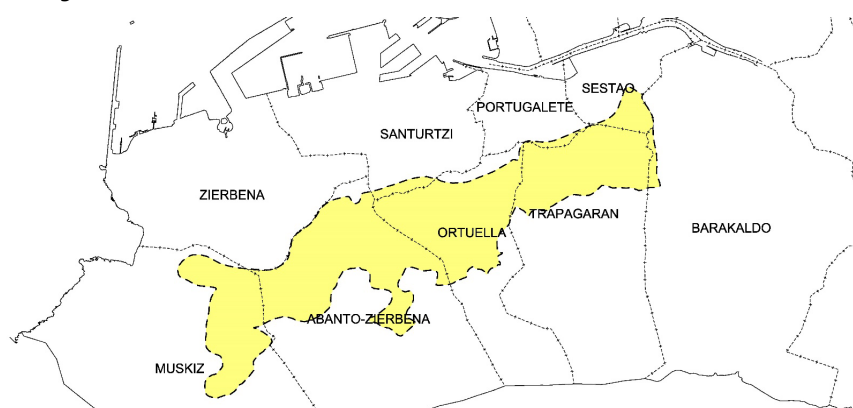 SESTAO
PORTUGALETE
SANTURTZI
ZIERBENA
TRAPAGARAN
BARAKALDO
ORTUELLA
ABANTO-ZIERBENA
MUSKIZ